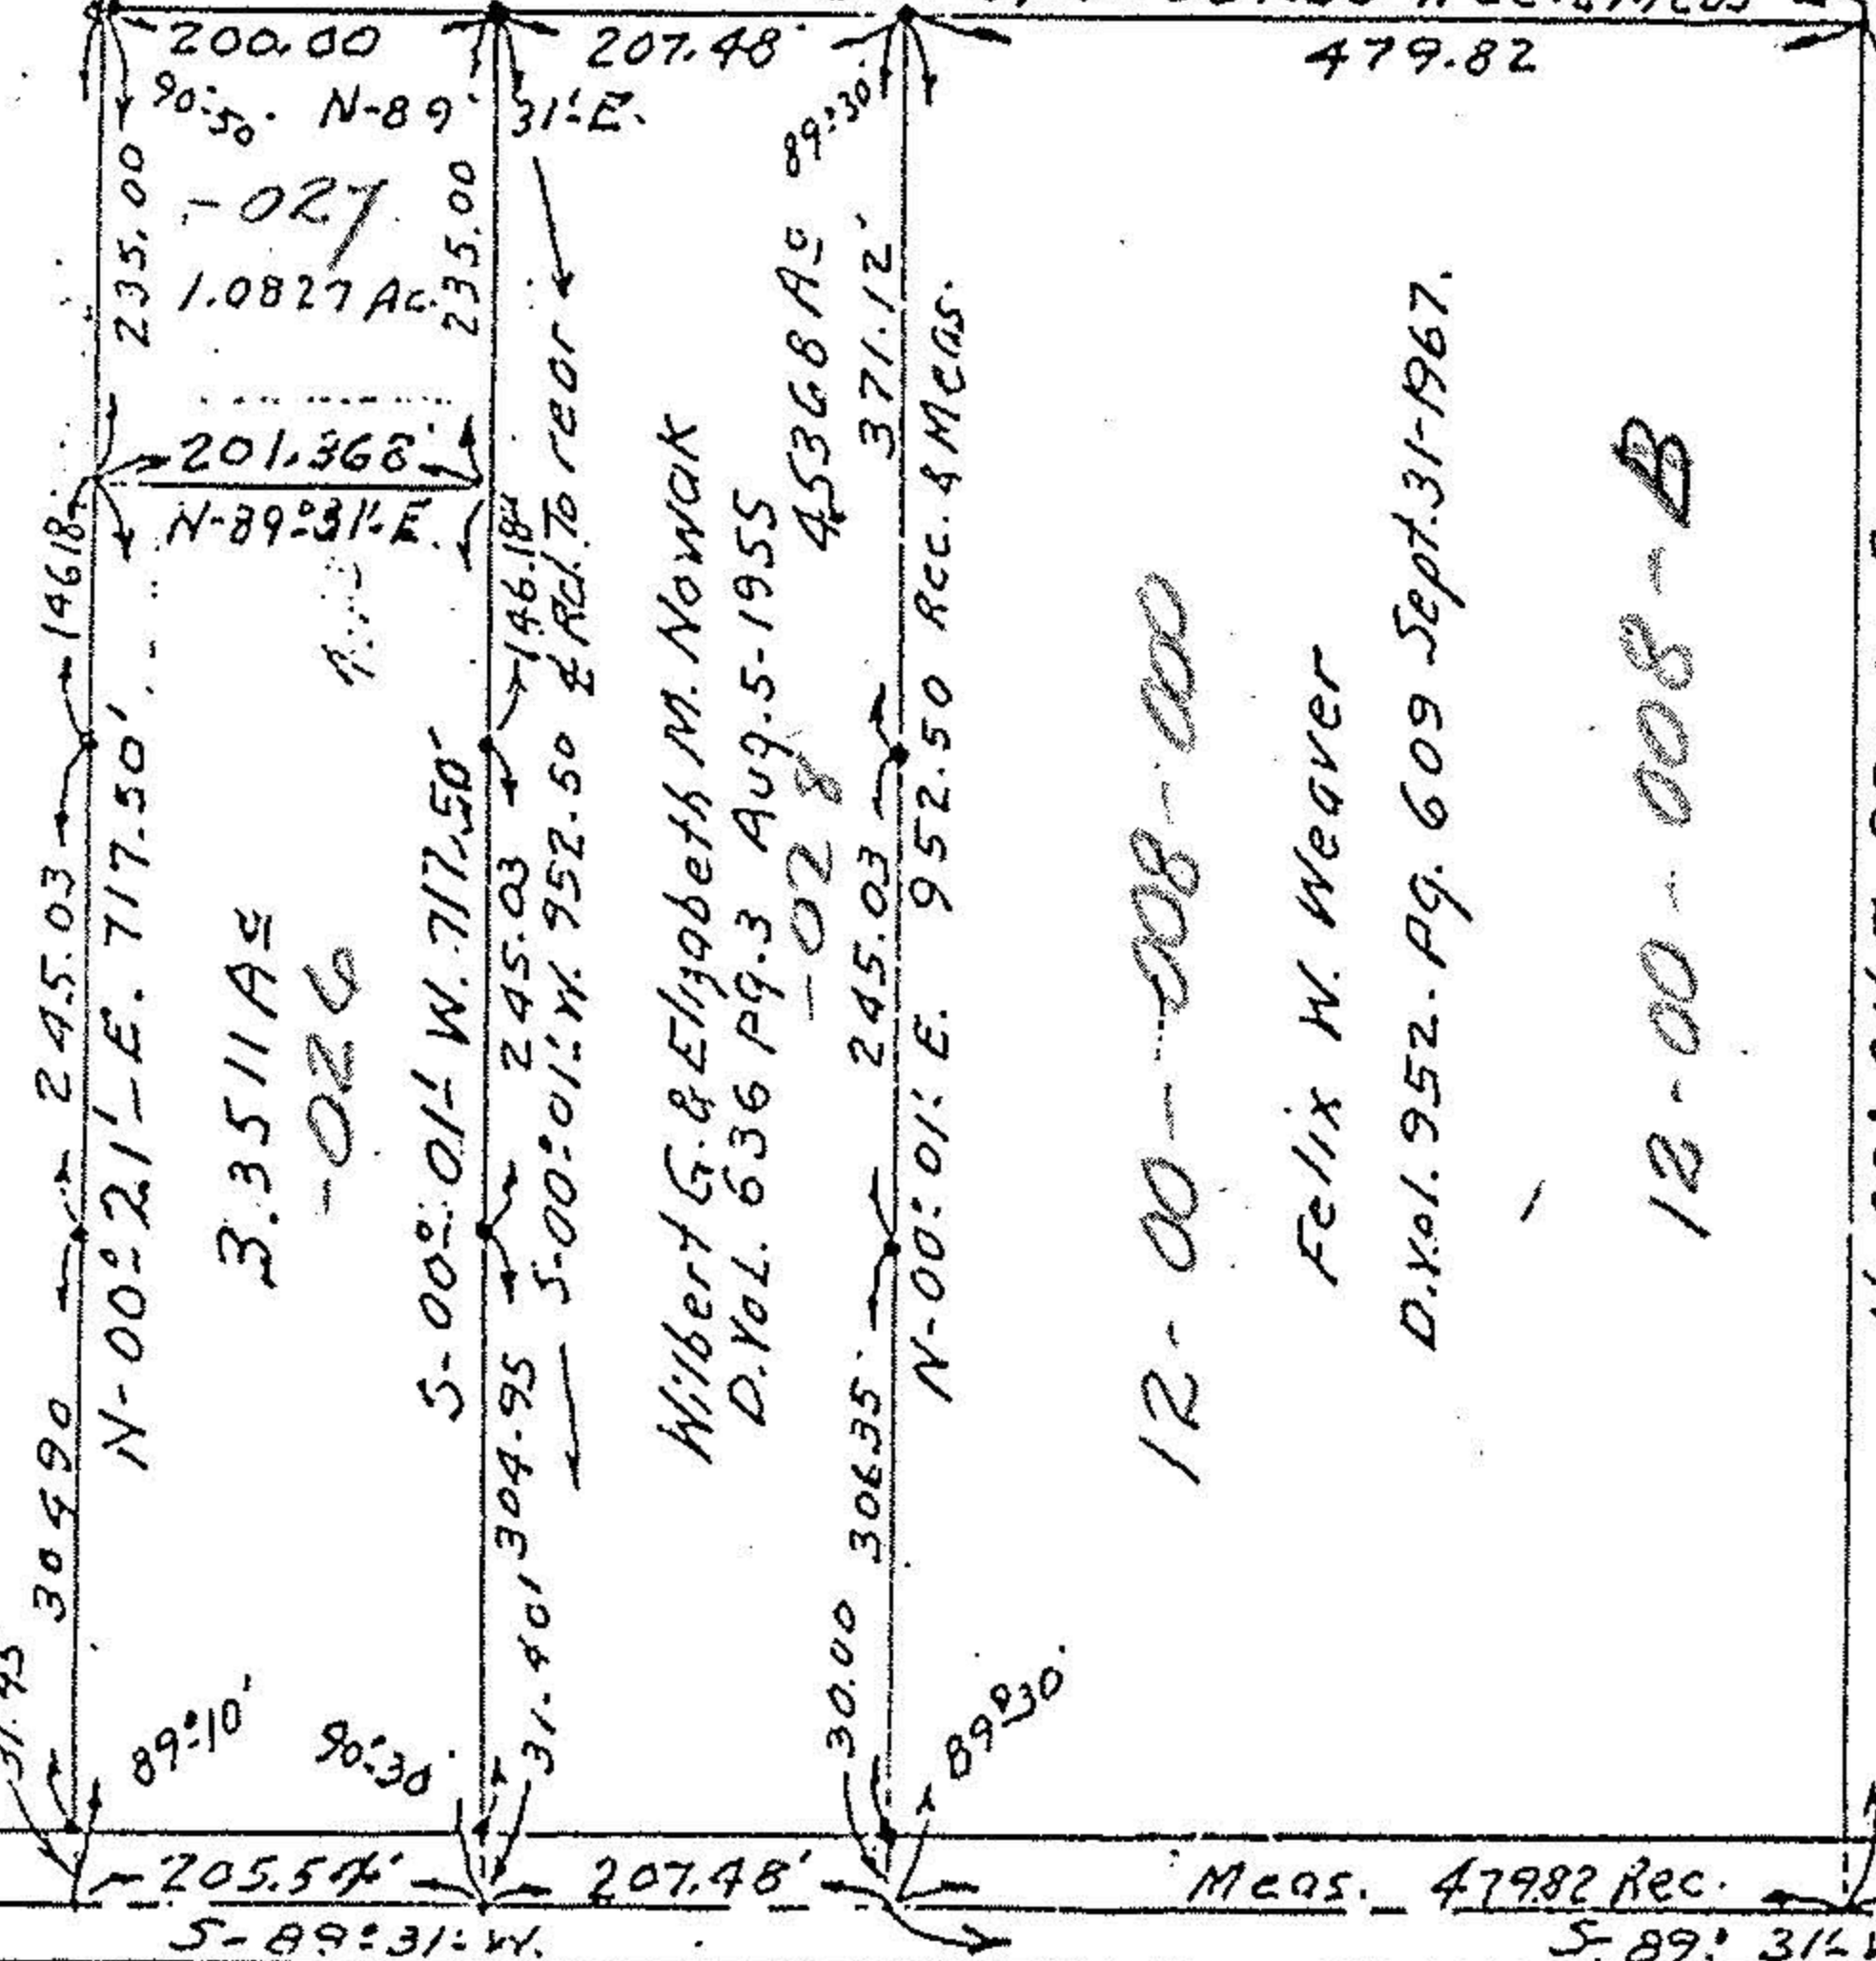 200.00
207.48'
479.82
90°-50'
N-89° 31'-E.
89°-30'
235.00
-027
235.00
1.0827 Ac.
201.368'
N-89°-31'-E.
146.18
245.03
304.90
N-00°-21'-E. 717.50'
3.3511 Ac
-026
S-00°-01'-W. 717.50'
146.18
245.03
304.95
31.40'
S-00°-01'-W. 952.50 ℄ Rd. To rear
Wilbert G. & Elizabeth M. Nowak
D. Vol. 636 Pg. 3 Aug. 5-1955
4.5368 Ac
-028
371.12'
245.03
306.35
30.00
N-00°-01'-E. 952.50 Rec. & Meas.
12-00-008-00
Felix W. Weaver
D. Vol. 952. Pg. 609 Sept. 31-1967.
12-00-008-B
89°-10'
90°-30'
89°-30'
205.54'
207.48'
Meas. 479.82 Rec.
S-89°-31'-W.
S-89° 31'-